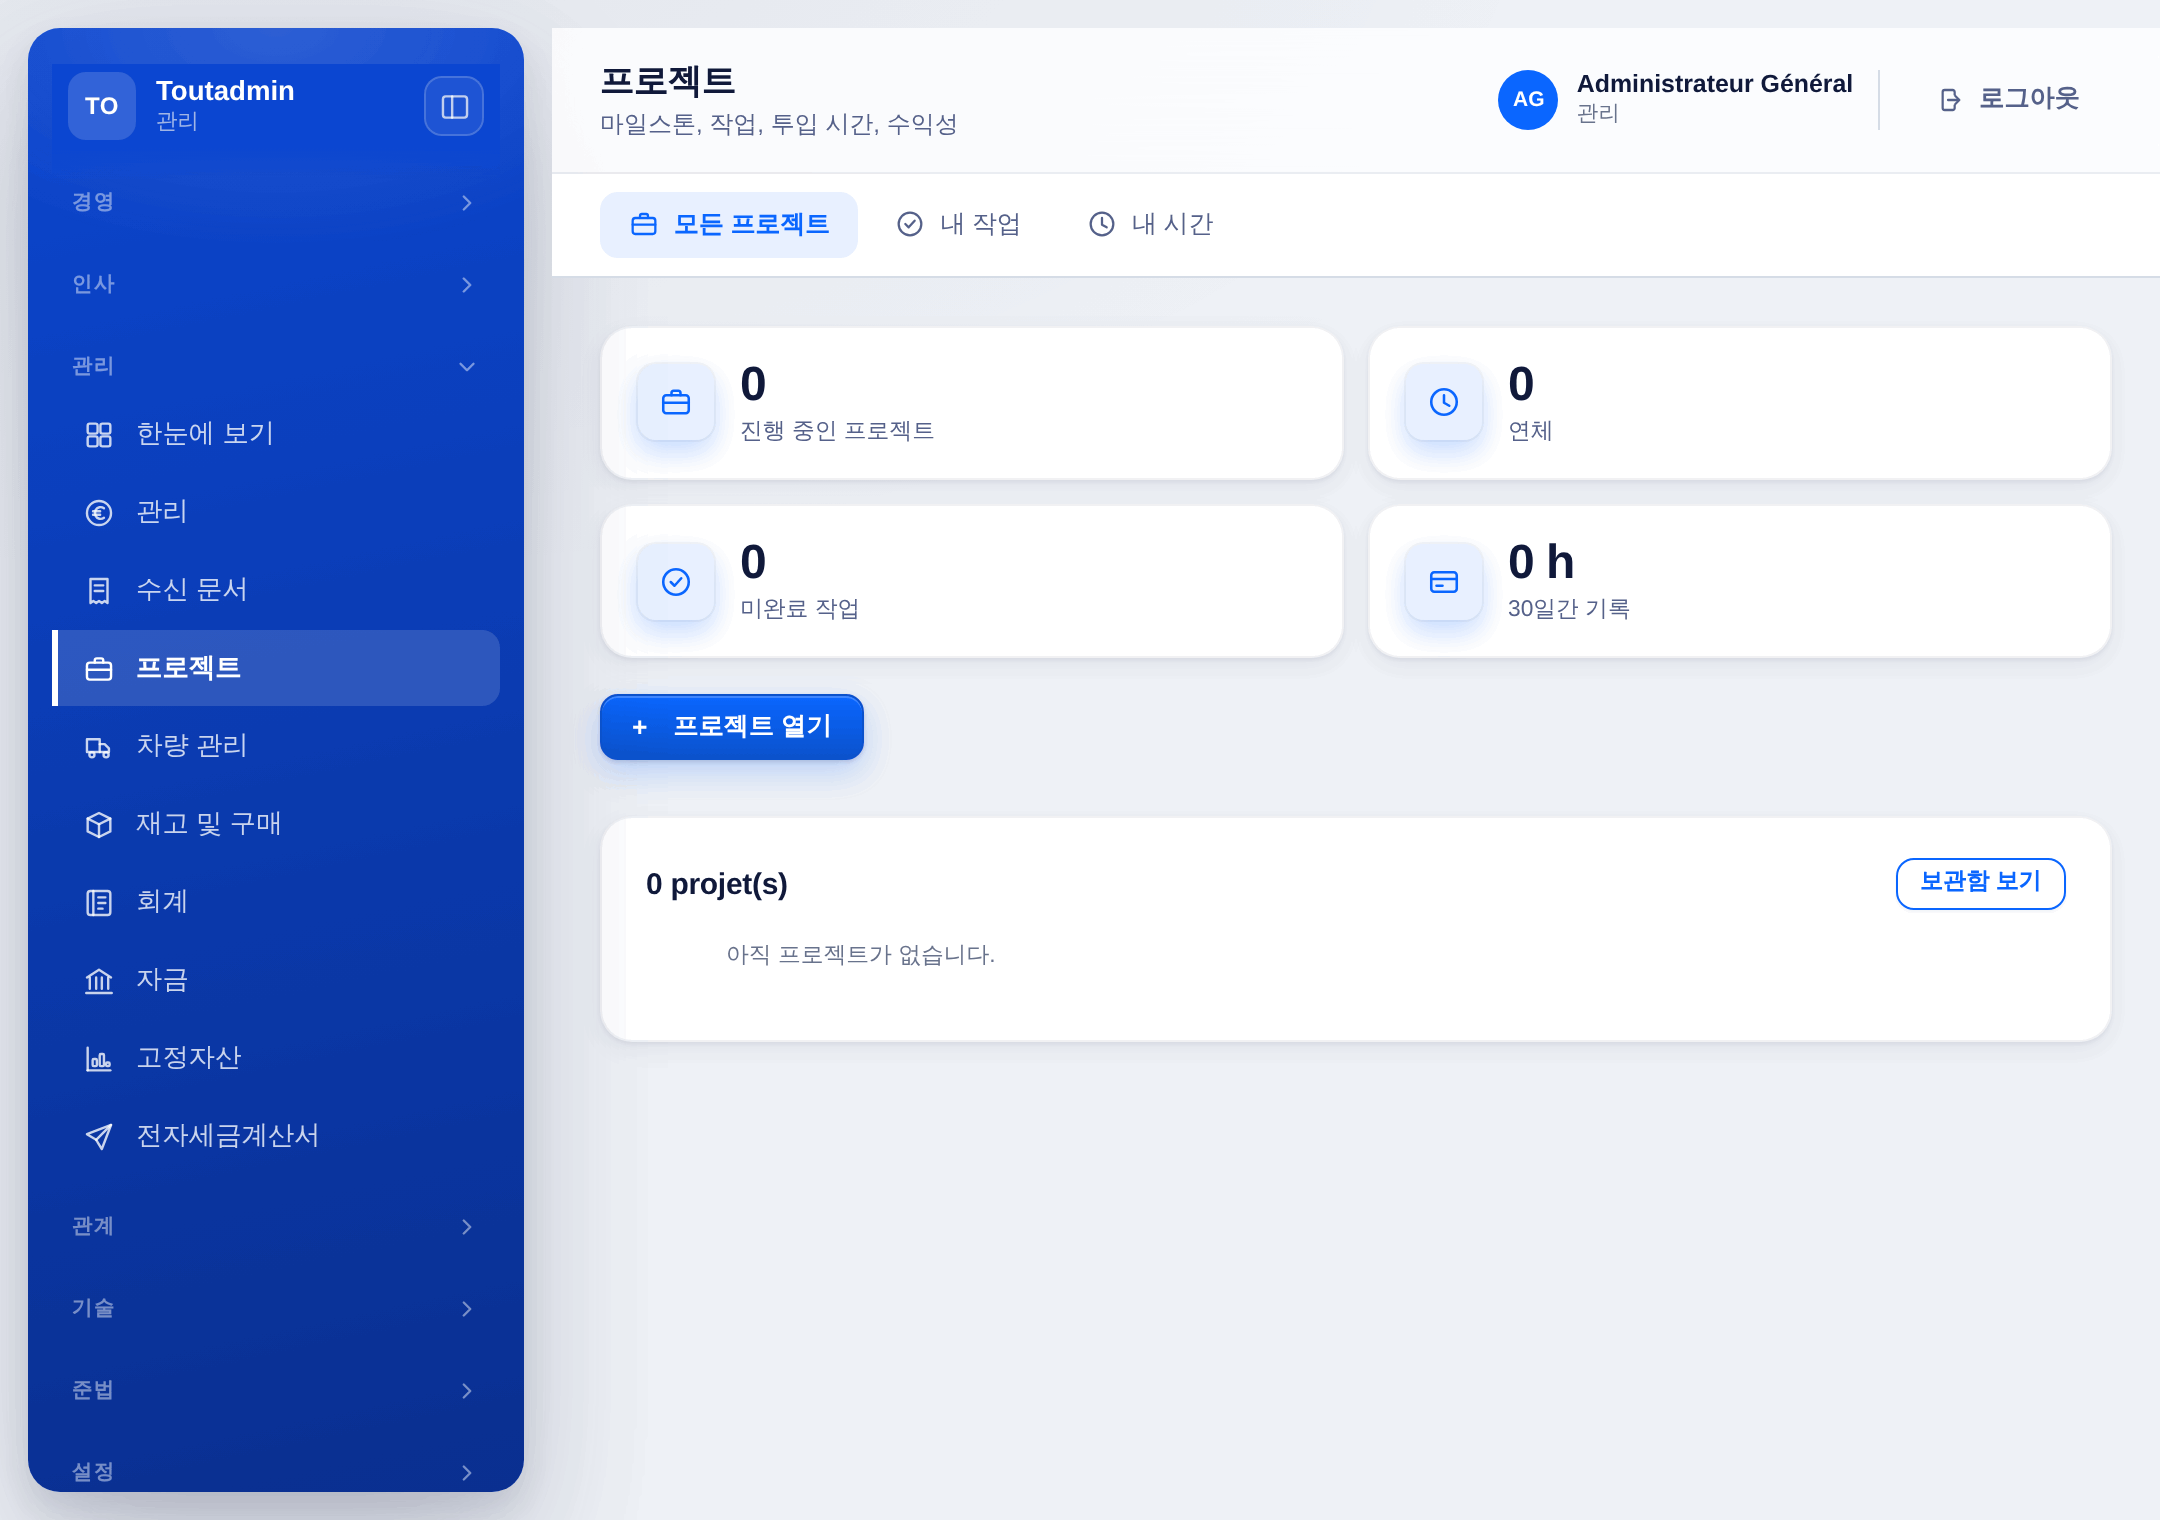 TO
Toutadmin
관리
경영
인사
관리
한눈에 보기
관리
수신 문서
프로젝트
차량 관리
재고 및 구매
회계
자금
고정자산
전자세금계산서
관계
기술
준법
설정
프로젝트
마일스톤, 작업, 투입 시간, 수익성
AG
Administrateur Général
관리
로그아웃
모든 프로젝트
내 작업
내 시간
0
진행 중인 프로젝트
0
연체
0
미완료 작업
0 h
30일간 기록
+ 프로젝트 열기
0 projet(s)
보관함 보기
아직 프로젝트가 없습니다.